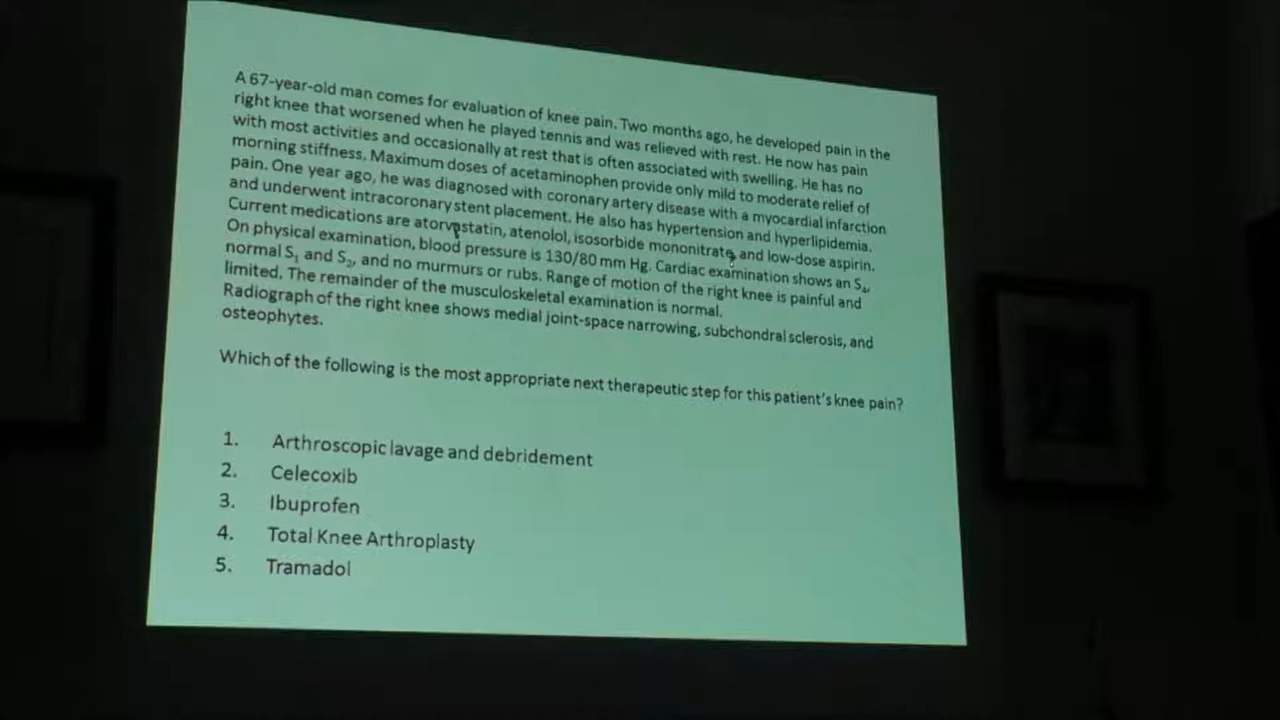 A 67-year-old man comes for evaluation of knee pain. Two months ago, he developed pain in the
right knee that worsened when he played tennis and was relieved with rest. He now has pain
with most activities and occasionally at rest that is often associated with swelling. He has no
morning stiffness. Maximum doses of acetaminophen provide only mild to moderate relief of
pain. One year ago, he was diagnosed with coronary artery disease with a myocardial infarction
and underwent intracoronary stent placement. He also has hypertension and hyperlipidemia.
Current medications are atorvastatin, atenolol, isosorbide mononitrate, and low-dose aspirin.
On physical examination, blood pressure is 130/80 mm Hg. Cardiac examination shows an S₄,
normal S₁ and S₂, and no murmurs or rubs. Range of motion of the right knee is painful and
limited. The remainder of the musculoskeletal examination is normal.
Radiograph of the right knee shows medial joint-space narrowing, subchondral sclerosis, and
osteophytes.
Which of the following is the most appropriate next therapeutic step for this patient's knee pain?
1. Arthroscopic lavage and debridement
2. Celecoxib
3. Ibuprofen
4. Total Knee Arthroplasty
5. Tramadol